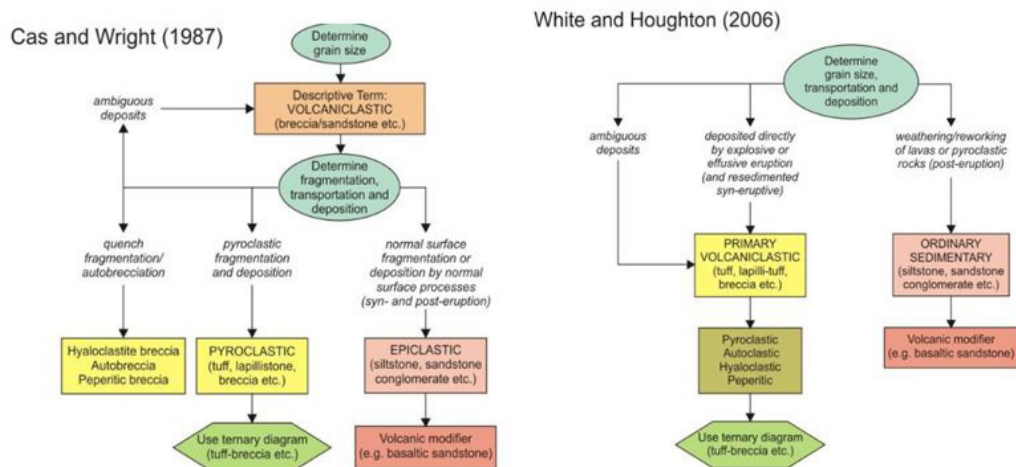 Cas and Wright (1987)
Determine
grain size
ambiguous
deposits
Descriptive Term:
VOLCANICLASTIC
(breccia/sandstone etc.)
Determine
fragmentation,
transportation and
deposition
quench
fragmentation/
autobrecciation
pyroclastic
fragmentation
and deposition
normal surface
fragmentation or
deposition by normal
surface processes
(syn- and post-eruption)
Hyaloclastite breccia
Autobreccia
Peperitic breccia
PYROCLASTIC
(tuff, lapillistone,
breccia etc.)
EPICLASTIC
(siltstone, sandstone
conglomerate etc.)
Use ternary diagram
(tuff-breccia etc.)
Volcanic modifier
(e.g. basaltic sandstone)
White and Houghton (2006)
Determine
grain size,
transportation and
deposition
ambiguous
deposits
deposited directly
by explosive or
effusive eruption
(and resedimented
syn-eruptive)
weathering/reworking
of lavas or pyroclastic
rocks (post-eruption)
PRIMARY
VOLCANICLASTIC
(tuff, lapilli-tuff,
breccia etc.)
ORDINARY
SEDIMENTARY
(siltstone, sandstone
conglomerate etc.)
Pyroclastic
Autoclastic
Hyaloclastic
Peperitic
Volcanic modifier
(e.g. basaltic sandstone)
Use ternary diagram
(tuff-breccia etc.)